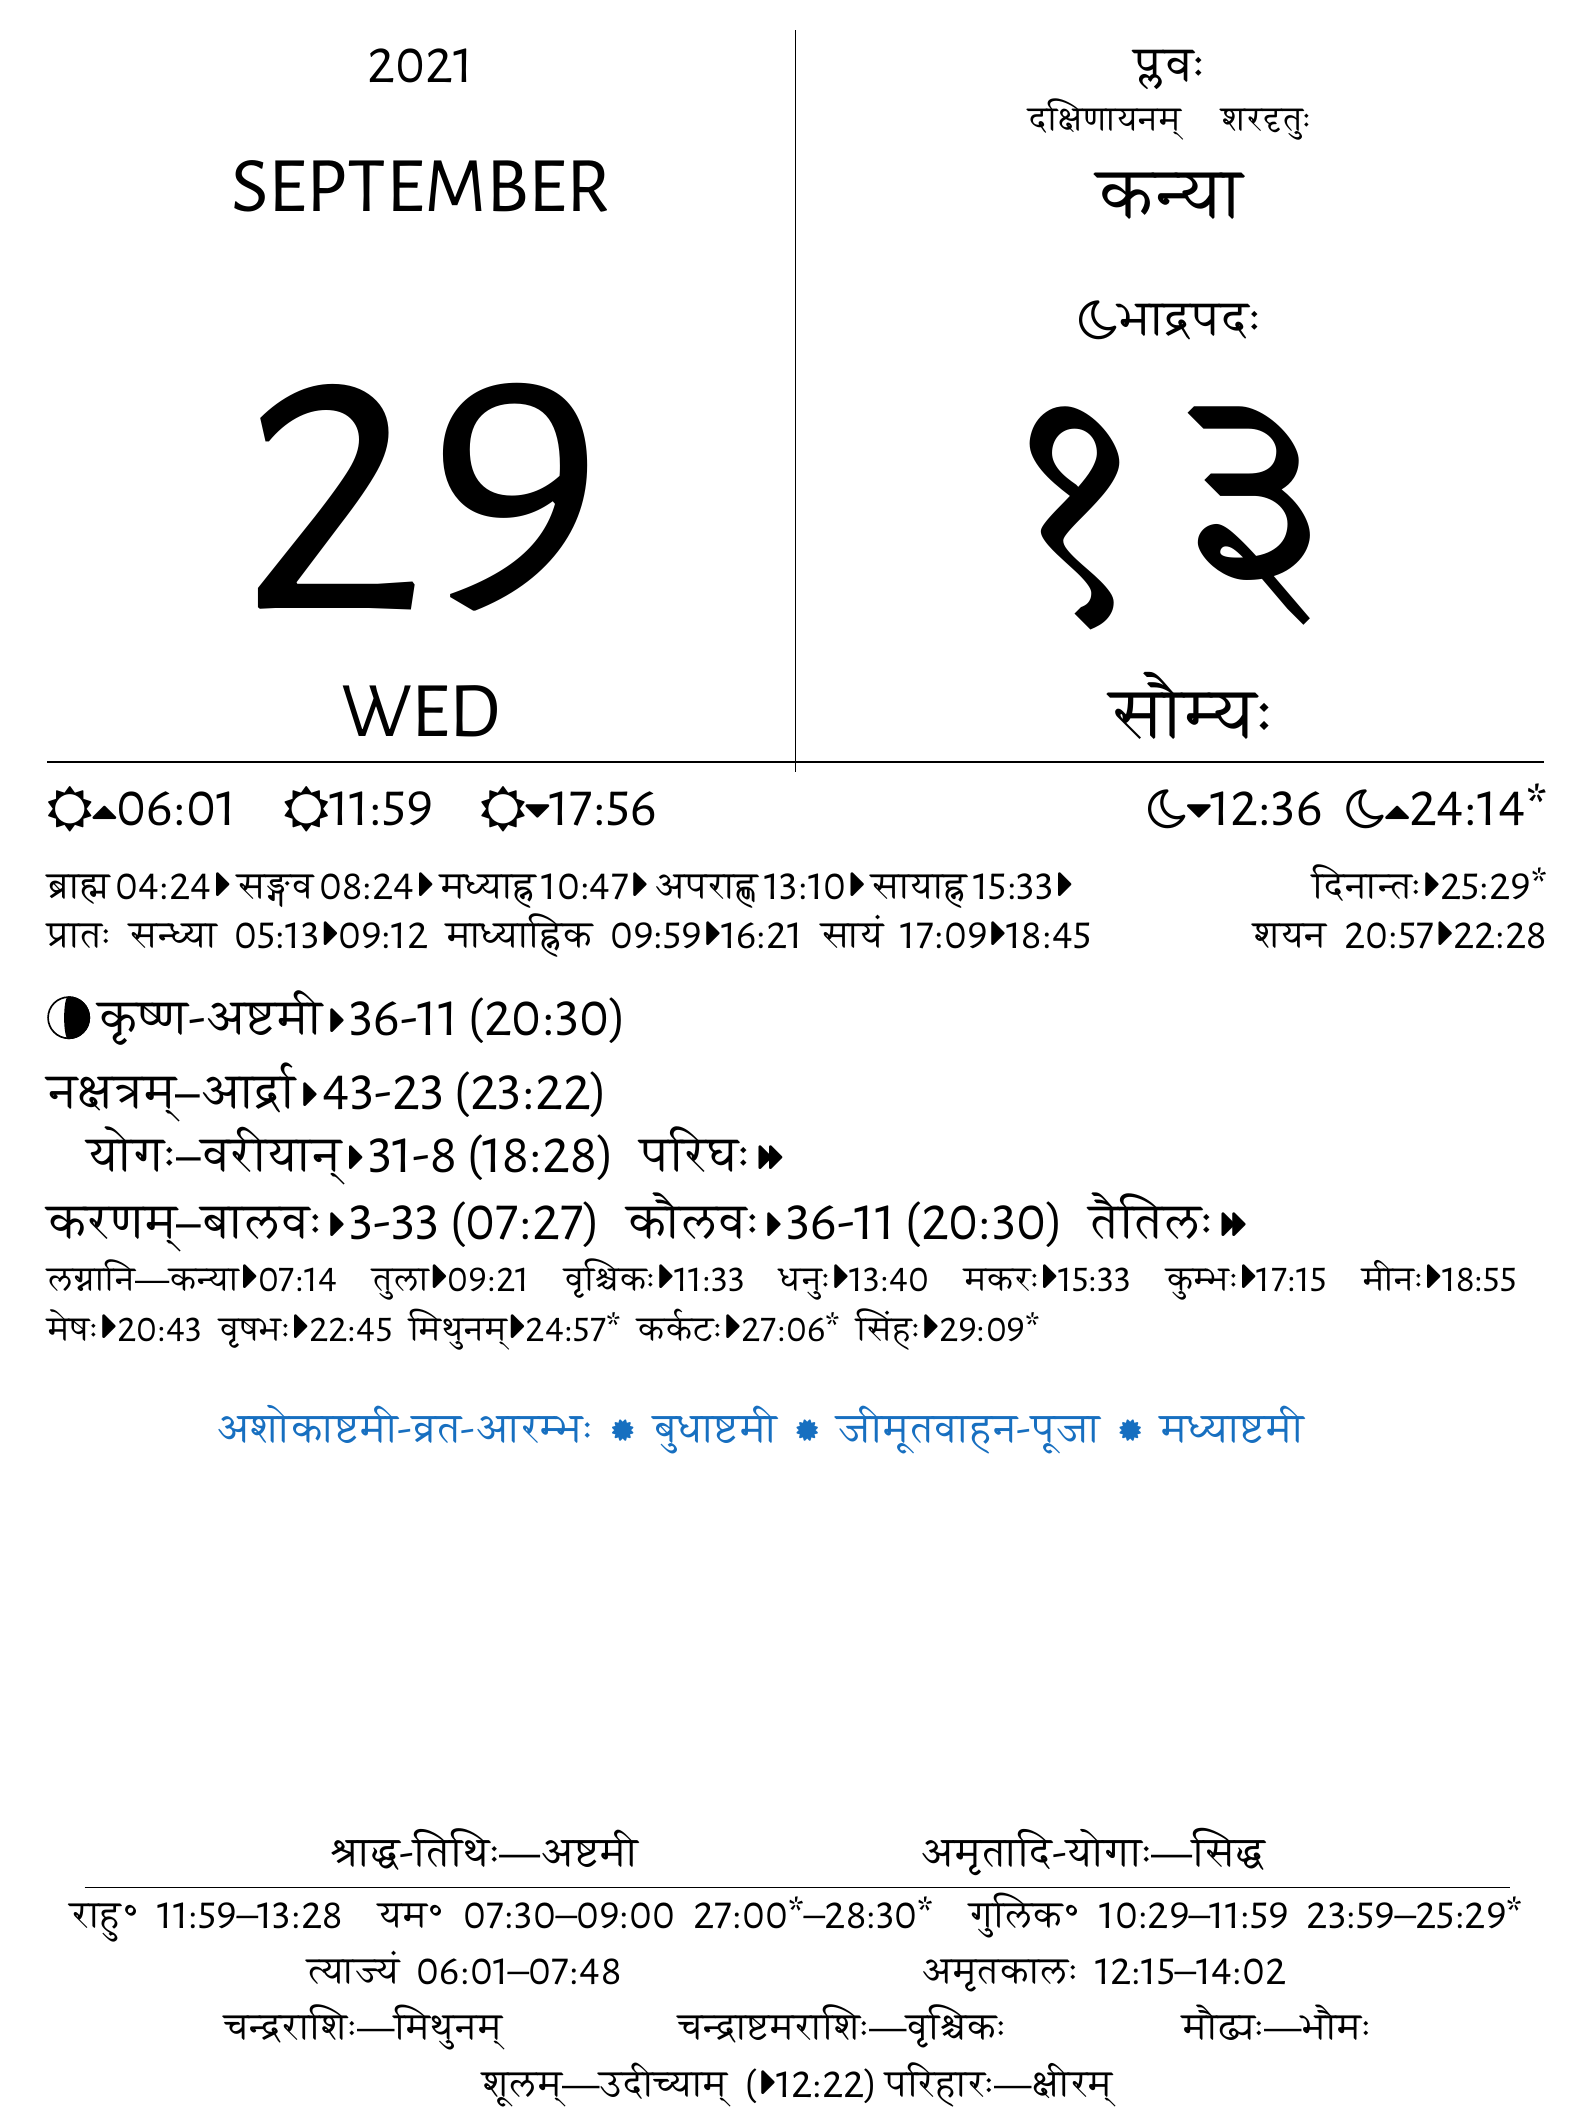 2021
SEPTEMBER
29
WED
प्लवः
दक्षिणायनम् शरदृतुः
कन्या
भाद्रपदः
१३
सौम्यः
06:01 11:59 17:56 12:36 24:14*
ब्राह्म 04:24 सङ्गव 08:24 मध्याह्न 10:47 अपराह्ण 13:10 सायाह्न 15:33 दिनान्तः 25:29*
प्रातः सन्ध्या 05:13 09:12 माध्याह्निक 09:59 16:21 सायं 17:09 18:45 शयन 20:57 22:28
कृष्ण-अष्टमी 36-11 (20:30)
नक्षत्रम्–आर्द्रा 43-23 (23:22)
योगः–वरीयान् 31-8 (18:28) परिघः
करणम्–बालवः 3-33 (07:27) कौलवः 36-11 (20:30) तैतिलः
लग्नानि—कन्या 07:14 तुला 09:21 वृश्चिकः 11:33 धनुः 13:40 मकरः 15:33 कुम्भः 17:15 मीनः 18:55
मेषः 20:43 वृषभः 22:45 मिथुनम् 24:57* कर्कटः 27:06* सिंहः 29:09*
अशोकाष्टमी-व्रत-आरम्भः बुधाष्टमी जीमूतवाहन-पूजा मध्याष्टमी
श्राद्ध-तिथिः—अष्टमी अमृतादि-योगाः—सिद्ध
राहु॰ 11:59–13:28 यम॰ 07:30–09:00 27:00*–28:30* गुलिक॰ 10:29–11:59 23:59–25:29*
त्याज्यं 06:01–07:48 अमृतकालः 12:15–14:02
चन्द्रराशिः—मिथुनम् चन्द्राष्टमराशिः—वृश्चिकः मौढ्यः—भौमः
शूलम्—उदीच्याम् (12:22) परिहारः—क्षीरम्